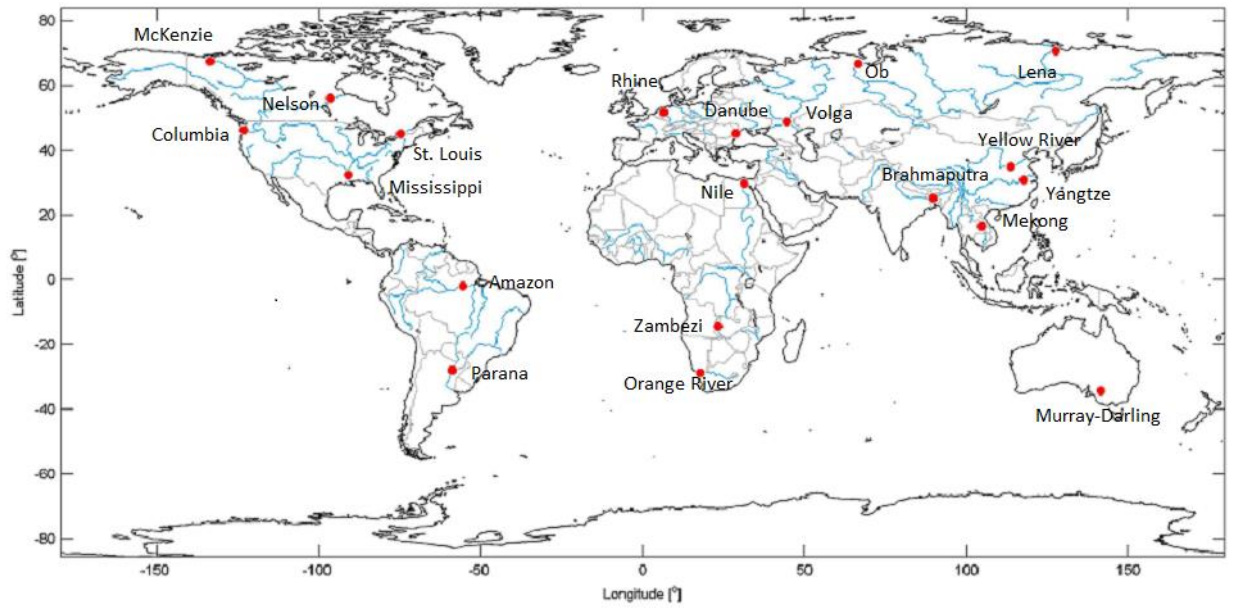 80
McKenzie
60
Nelson
Columbia
40
St. Louis
Mississippi
20
0
Amazon
-20
Parana
-40
-60
-80
Latitude [º]
Rhine
Danube
Volga
Ob
Lena
Yellow River
Brahmaputra
Yangtze
Nile
Mekong
Zambezi
Orange River
Murray-Darling
-150
-100
-50
0
50
100
150
Longitude [º]